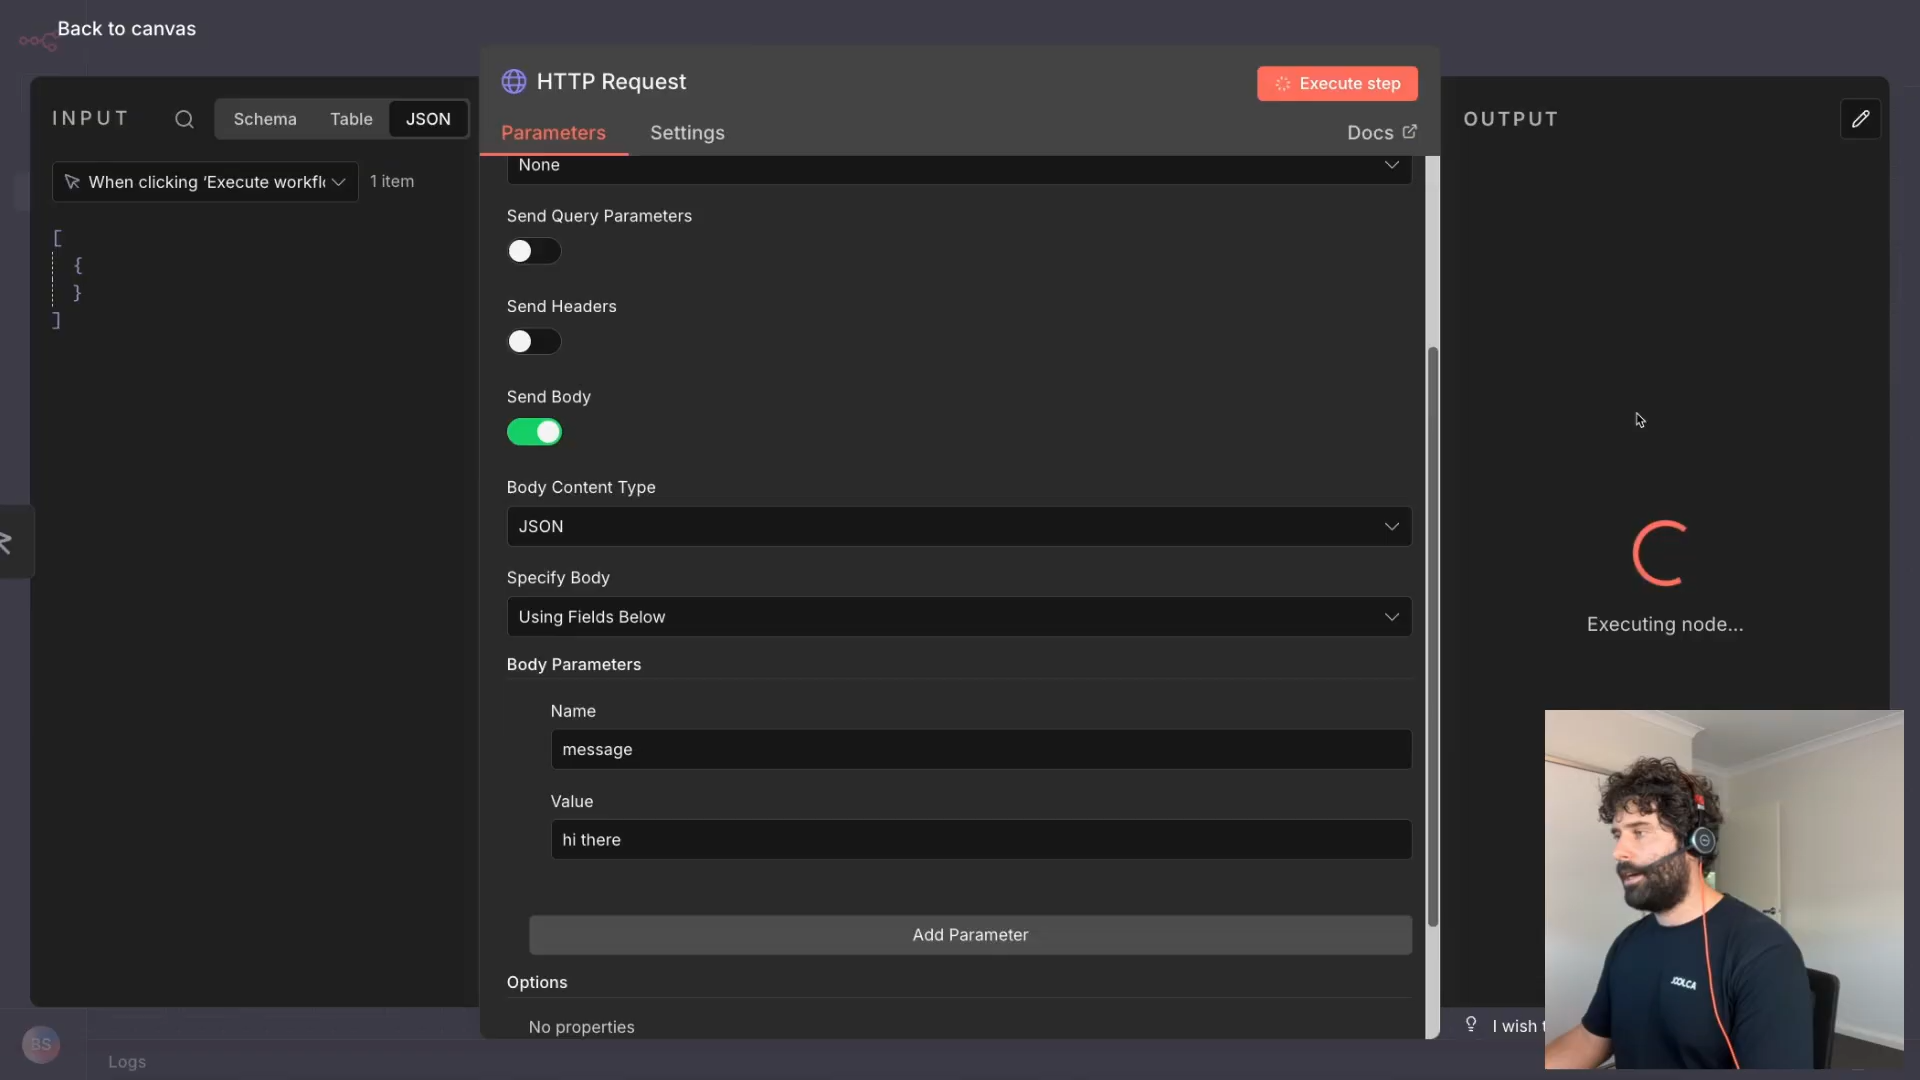 Back to canvas
INPUT
Schema
Table
JSON
When clicking ‘Execute workfl
1 item
[
{
}
]
HTTP Request
Execute step
Parameters
Settings
Docs
None
Send Query Parameters
Send Headers
Send Body
Body Content Type
JSON
Specify Body
Using Fields Below
Body Parameters
Name
message
Value
hi there
Add Parameter
Options
No properties
OUTPUT
Executing node...
I wish
JOLCA
BS
Logs